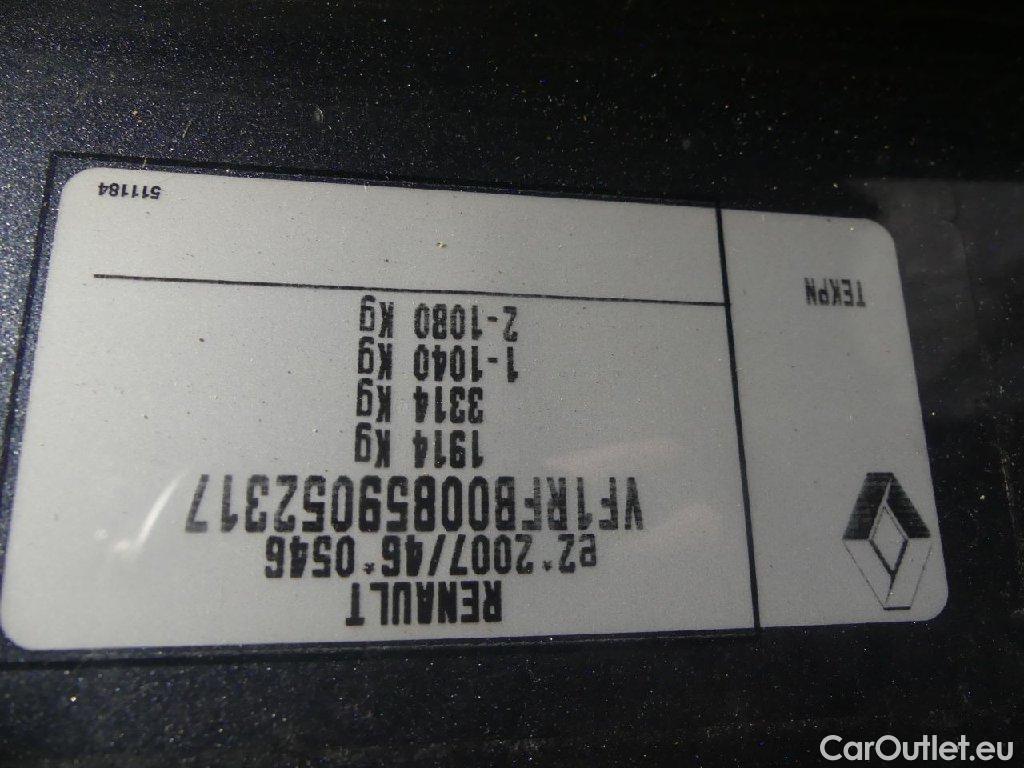 RENAULT
e2*2007/46*0546
VF1RFB00859052317
1914 Kg
3314 Kg
1-1040 Kg
2-1080 Kg
TEKPN
511184
CarOutlet.eu